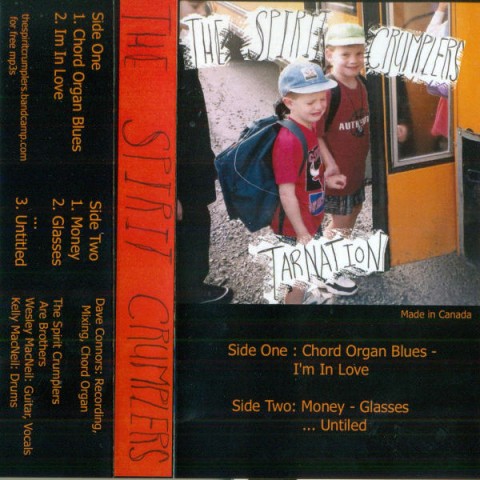 Side One
1. Chord Organ Blues
2. Im In Love
thespiritcrumplers.bandcamp.com
for free mp3s
Side Two
1. Money
2. Glasses
...
3. Untitled
Dave Connors: Recording,
Mixing, Chord Organ
The Spirit Crumplers
Are Brothers
Wesley MacNeil: Guitar, Vocals
Kelly MacNeil: Drums
THE SPIRIT CRUMPLERS
THE SPIRIT CRUMPLERS
TARNATION
Made in Canada
Side One : Chord Organ Blues -
I'm In Love
Side Two: Money - Glasses
... Untiled